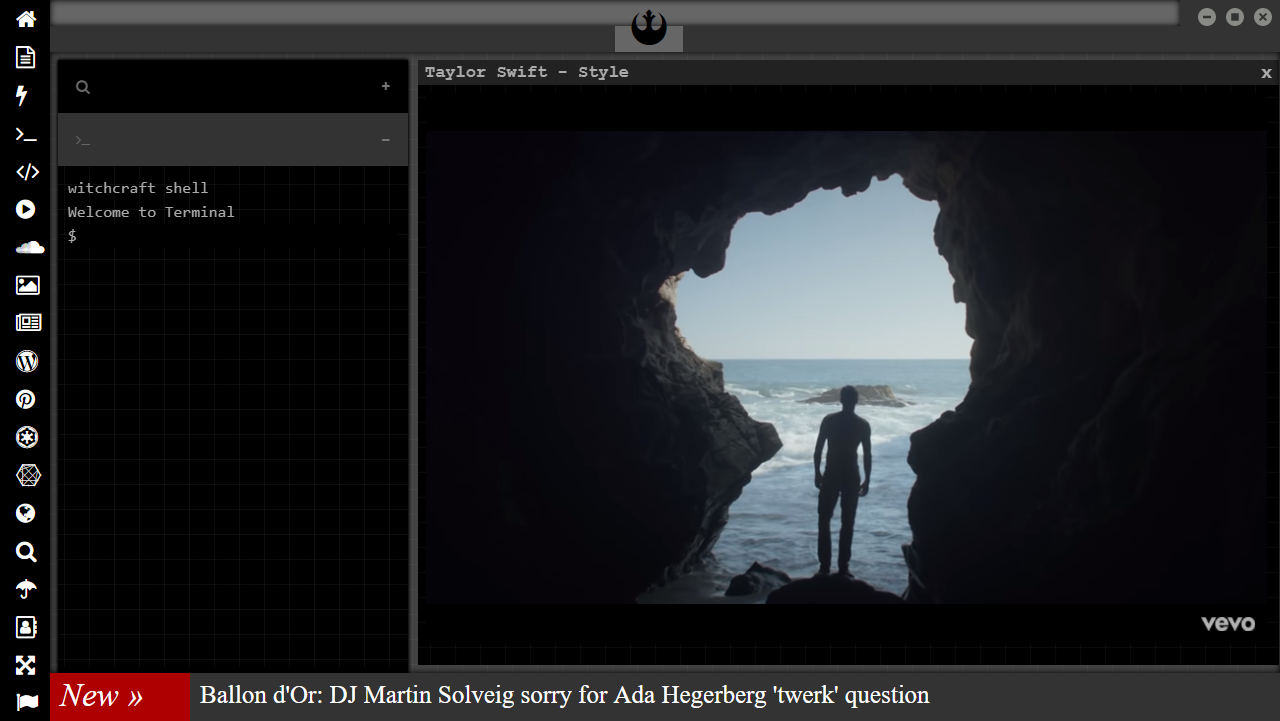 Taylor Swift - Style
x
+
>_
-
witchcraft shell
Welcome to Terminal
$
vevo
New » Ballon d'Or: DJ Martin Solveig sorry for Ada Hegerberg 'twerk' question